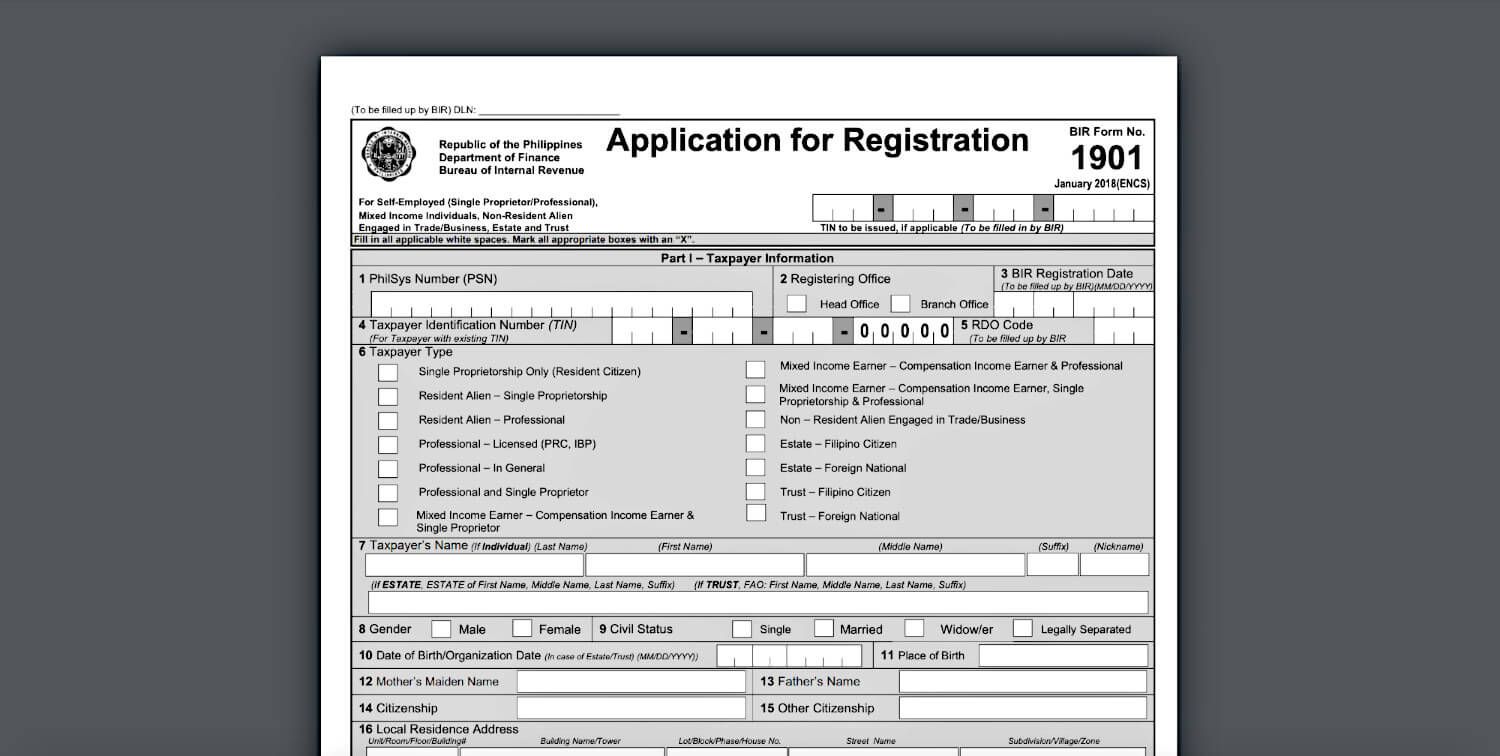 (To be filled up by BIR) DLN: ________________________
Republic of the Philippines
Department of Finance
Bureau of Internal Revenue
Application for Registration
BIR Form No.
1901
January 2018(ENCS)
For Self-Employed (Single Proprietor/Professional),
Mixed Income Individuals, Non-Resident Alien
Engaged in Trade/Business, Estate and Trust
- - -
TIN to be issued, if applicable (To be filled in by BIR)
Fill in all applicable white spaces. Mark all appropriate boxes with an “X”.
Part I – Taxpayer Information
1 PhilSys Number (PSN)
2 Registering Office
Head Office Branch Office
3 BIR Registration Date
(To be filled up by BIR)(MM/DD/YYYY)
4 Taxpayer Identification Number (TIN)
(For Taxpayer with existing TIN)
- - - 0 0 0 0 0
5 RDO Code
(To be filled up by BIR
6 Taxpayer Type
Single Proprietorship Only (Resident Citizen)
Resident Alien – Single Proprietorship
Resident Alien – Professional
Professional – Licensed (PRC, IBP)
Professional – In General
Professional and Single Proprietor
Mixed Income Earner – Compensation Income Earner &
Single Proprietor
Mixed Income Earner – Compensation Income Earner & Professional
Mixed Income Earner – Compensation Income Earner, Single
Proprietorship & Professional
Non – Resident Alien Engaged in Trade/Business
Estate – Filipino Citizen
Estate – Foreign National
Trust – Filipino Citizen
Trust – Foreign National
7 Taxpayer’s Name (If Individual) (Last Name) (First Name) (Middle Name) (Suffix) (Nickname)
(if ESTATE, ESTATE of First Name, Middle Name, Last Name, Suffix) (If TRUST, FAO: First Name, Middle Name, Last Name, Suffix)
8 Gender Male Female 9 Civil Status Single Married Widow/er Legally Separated
10 Date of Birth/Organization Date (In case of Estate/Trust) (MM/DD/YYYY)) 11 Place of Birth
12 Mother’s Maiden Name 13 Father’s Name
14 Citizenship 15 Other Citizenship
16 Local Residence Address
Unit/Room/Floor/Building# Building Name/Tower Lot/Block/Phase/House No. Street Name Subdivision/Village/Zone